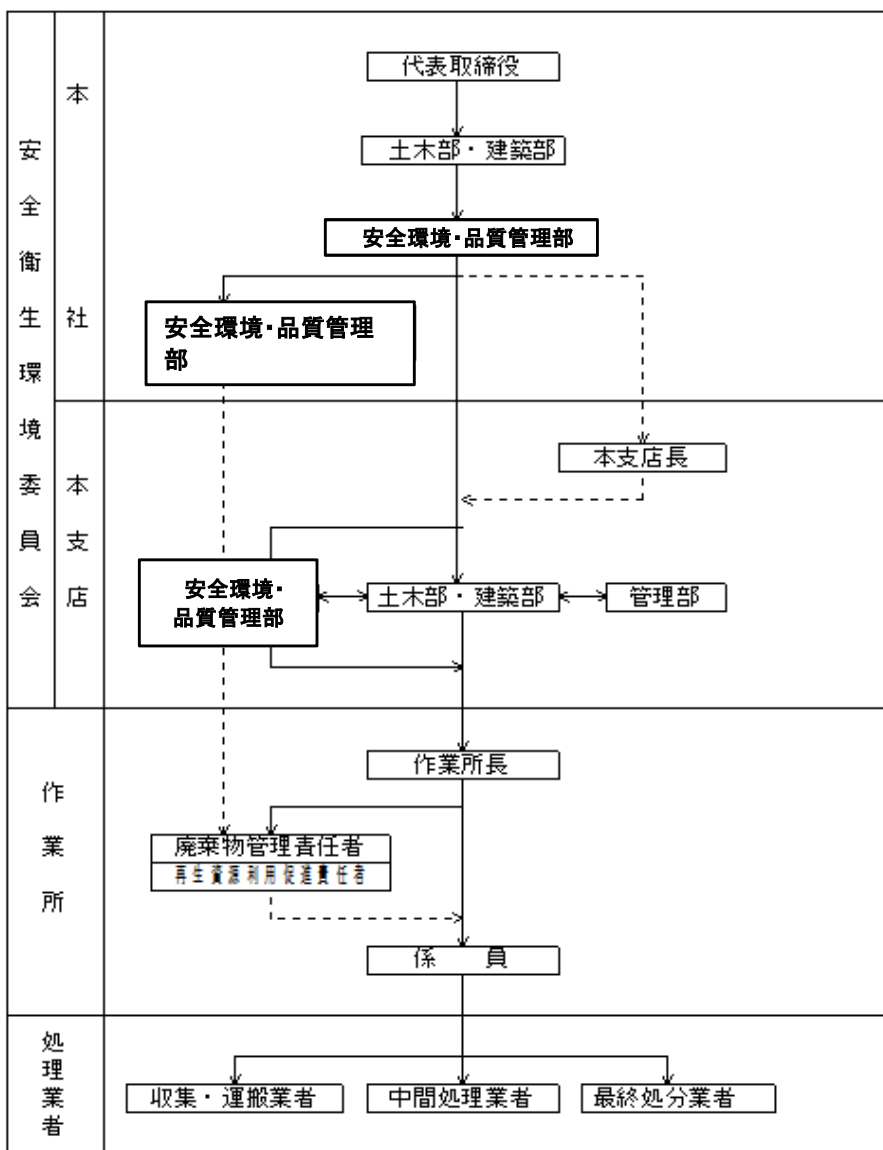 安全衛生環境委員会
本社
代表取締役
土木部・建築部
安全環境・品質管理部
安全環境・品質管理
部
本支店
本支店長
安全環境・
品質管理部
土木部・建築部
管理部
作業所
作業所長
廃棄物管理責任者
再生資源利用促進責任者
係　員
処理業者
収集・運搬業者
中間処理業者
最終処分業者